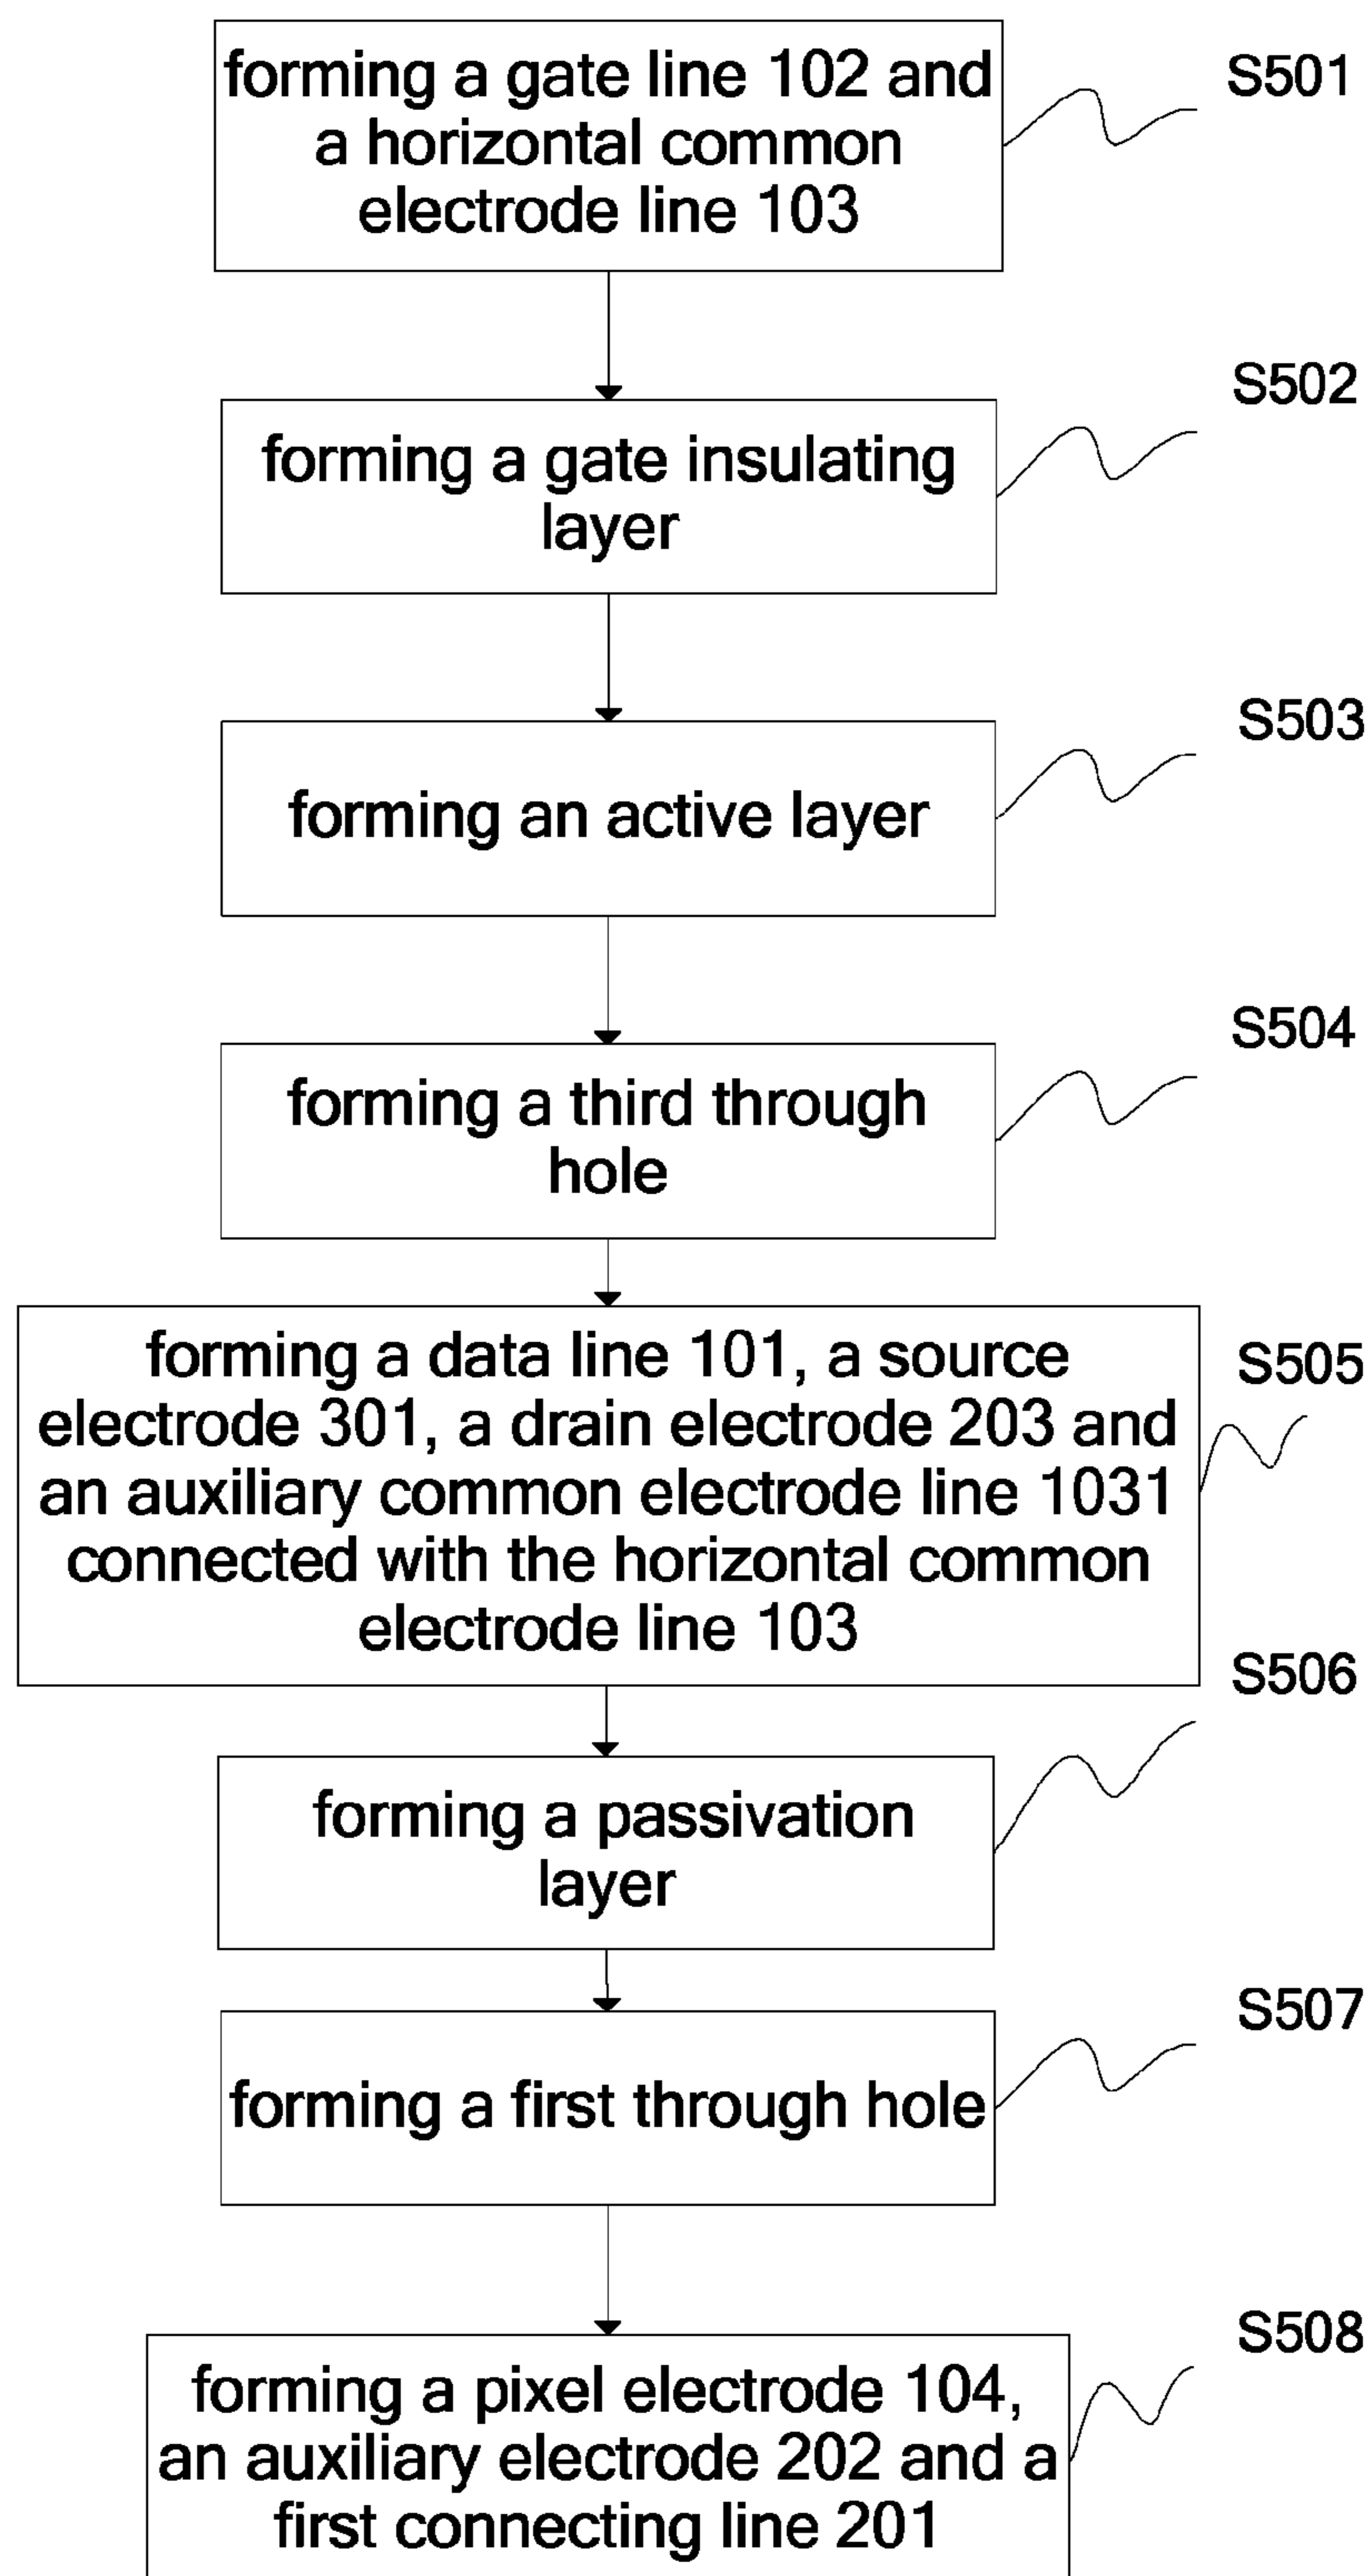 forming a gate line 102 and
a horizontal common
electrode line 103
S501
forming a gate insulating
layer
S502
forming an active layer
S503
forming a third through
hole
S504
forming a data line 101, a source
electrode 301, a drain electrode 203 and
an auxiliary common electrode line 1031
connected with the horizontal common
electrode line 103
S505
forming a passivation
layer
S506
forming a first through hole
S507
forming a pixel electrode 104,
an auxiliary electrode 202 and a
first connecting line 201
S508